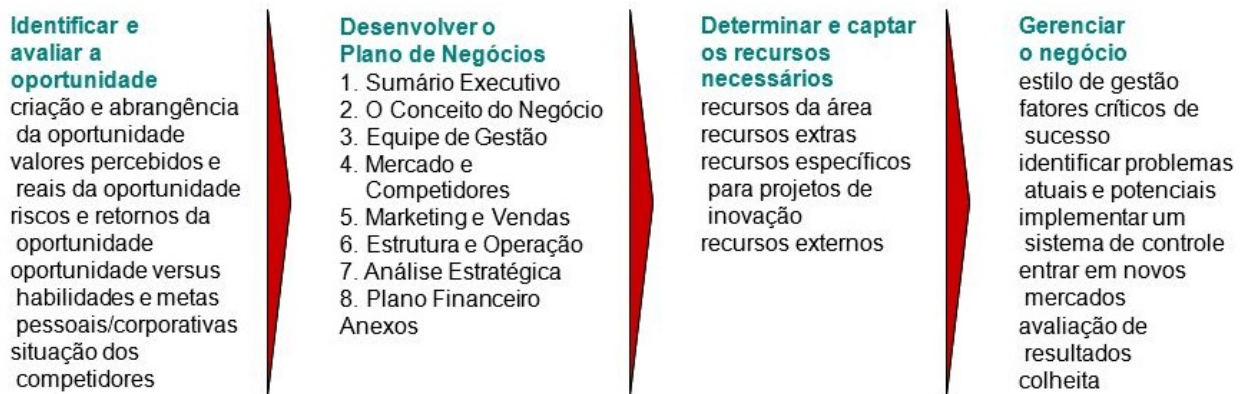 Identificar e
avaliar a
oportunidade
criação e abrangência
da oportunidade
valores percebidos e
reais da oportunidade
riscos e retornos da
oportunidade
oportunidade versus
habilidades e metas
pessoais/corporativas
situação dos
competidores
Desenvolver o
Plano de Negócios
1. Sumário Executivo
2. O Conceito do Negócio
3. Equipe de Gestão
4. Mercado e
Competidores
5. Marketing e Vendas
6. Estrutura e Operação
7. Análise Estratégica
8. Plano Financeiro
Anexos
Determinar e captar
os recursos
necessários
recursos da área
recursos extras
recursos específicos
para projetos de
inovação
recursos externos
Gerenciar
o negócio
estilo de gestão
fatores críticos de
sucesso
identificar problemas
atuais e potenciais
implementar um
sistema de controle
entrar em novos
mercados
avaliação de
resultados
colheita